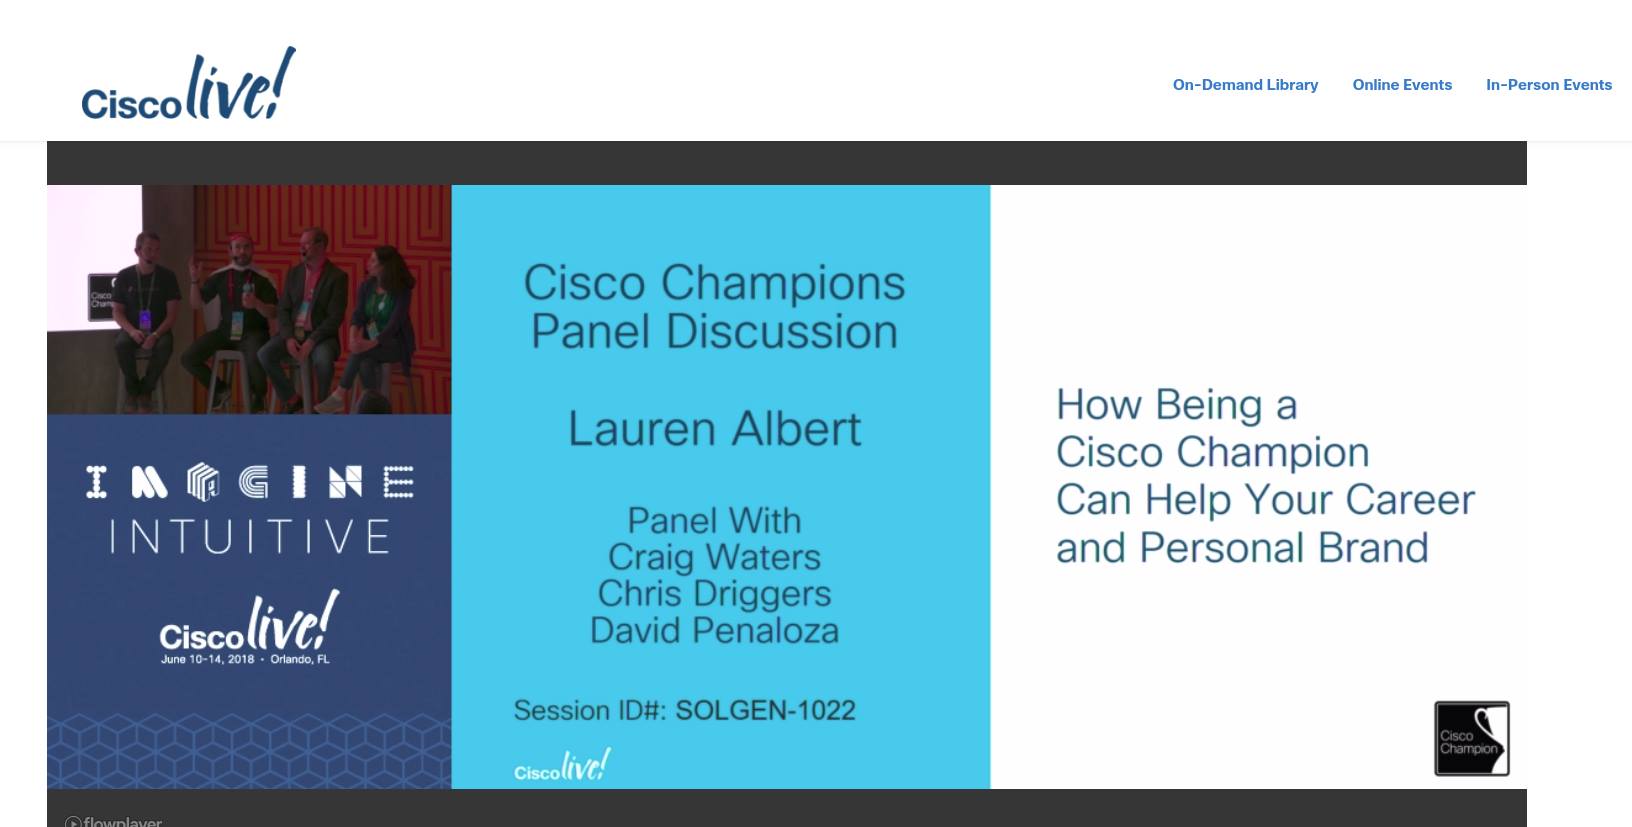 Cisco live!
On-Demand Library
Online Events
In-Person Events
Cisco
Cham
IMAGINE
INTUITIVE
Cisco live!
June 10-14, 2018 · Orlando, FL
Cisco Champions
Panel Discussion
Lauren Albert
Panel With
Craig Waters
Chris Driggers
David Penaloza
Session ID#: SOLGEN-1022
Cisco live!
How Being a
Cisco Champion
Can Help Your Career
and Personal Brand
Cisco
Champion
flowplayer